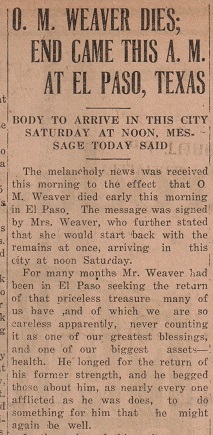 O. M. WEAVER DIES;
END CAME THIS A. M.
AT EL PASO, TEXAS
BODY TO ARRIVE IN THIS CITY
SATURDAY AT NOON, MES-
SAGE TODAY SAID
The melancholy news was received
this morning to the effect that O
M. Weaver died early this morning
in El Paso. The message was signed
by Mrs. Weaver, who further stated
that she would start back with the
remains at once, arriving in this
city at noon Saturday.
For many months Mr. Weaver had
been in El Paso seeking the return
of that priceless treasure many of
us have ,and of which we are so
careless apparently, never counting
it as one of our greatest blessings,
and one of our biggest assets—
health. He longed for the return of
his former strength, and he begged
those about him, as nearly every one
afflicted as he was does, to do
something for him that he might
again be well.